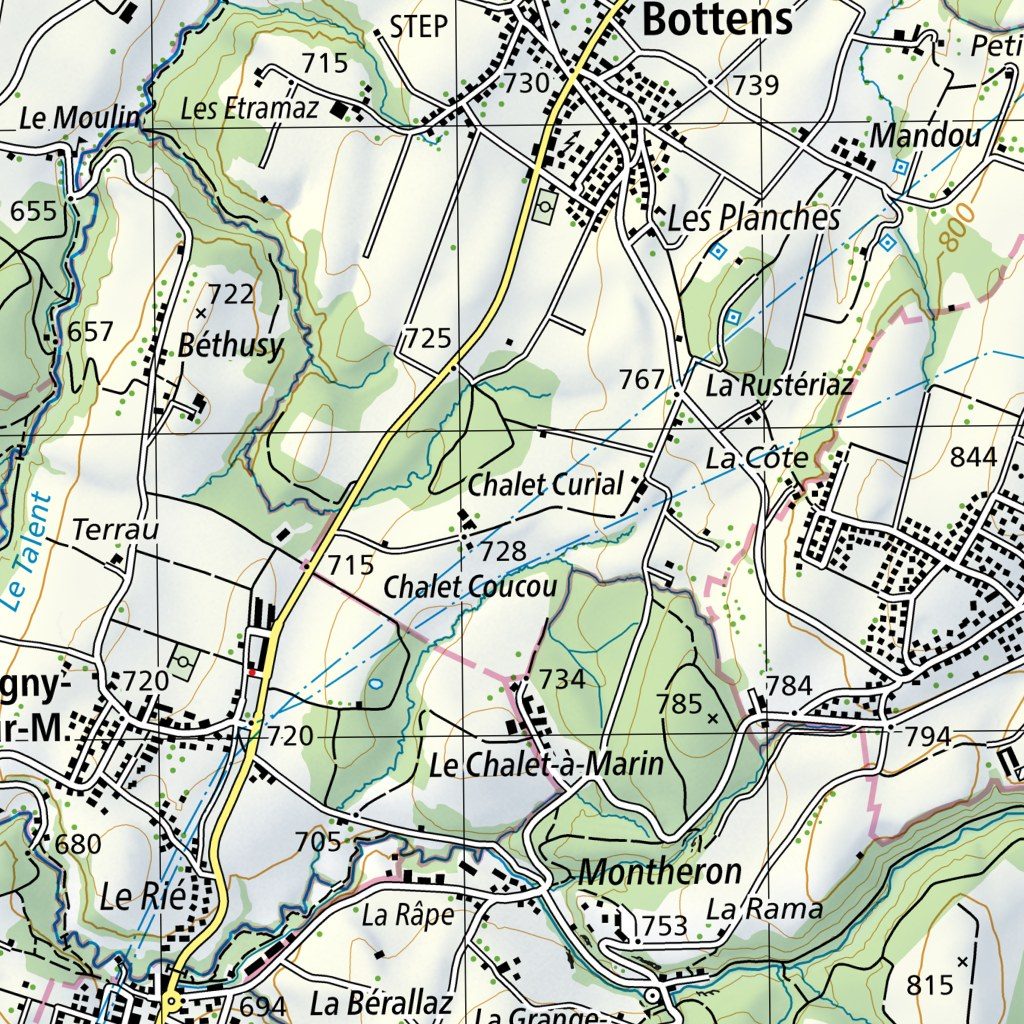 Bottens
STEP
Peti
715
730
739
Les Etramaz
Le Moulin
Mandou
655
Les Planches
800
722
657
Béthusy
725
767
La Rustériaz
La Côte
844
Chalet Curial
Le Talent
Terrau
728
715
Chalet Coucou
734
gny-
720
785
784
ur-M.
720
794
Le Chalet-à-Marin
680
705
Montheron
Le Rié
La Râpe
La Rama
753
815
694
La Bérallaz
La Grange-